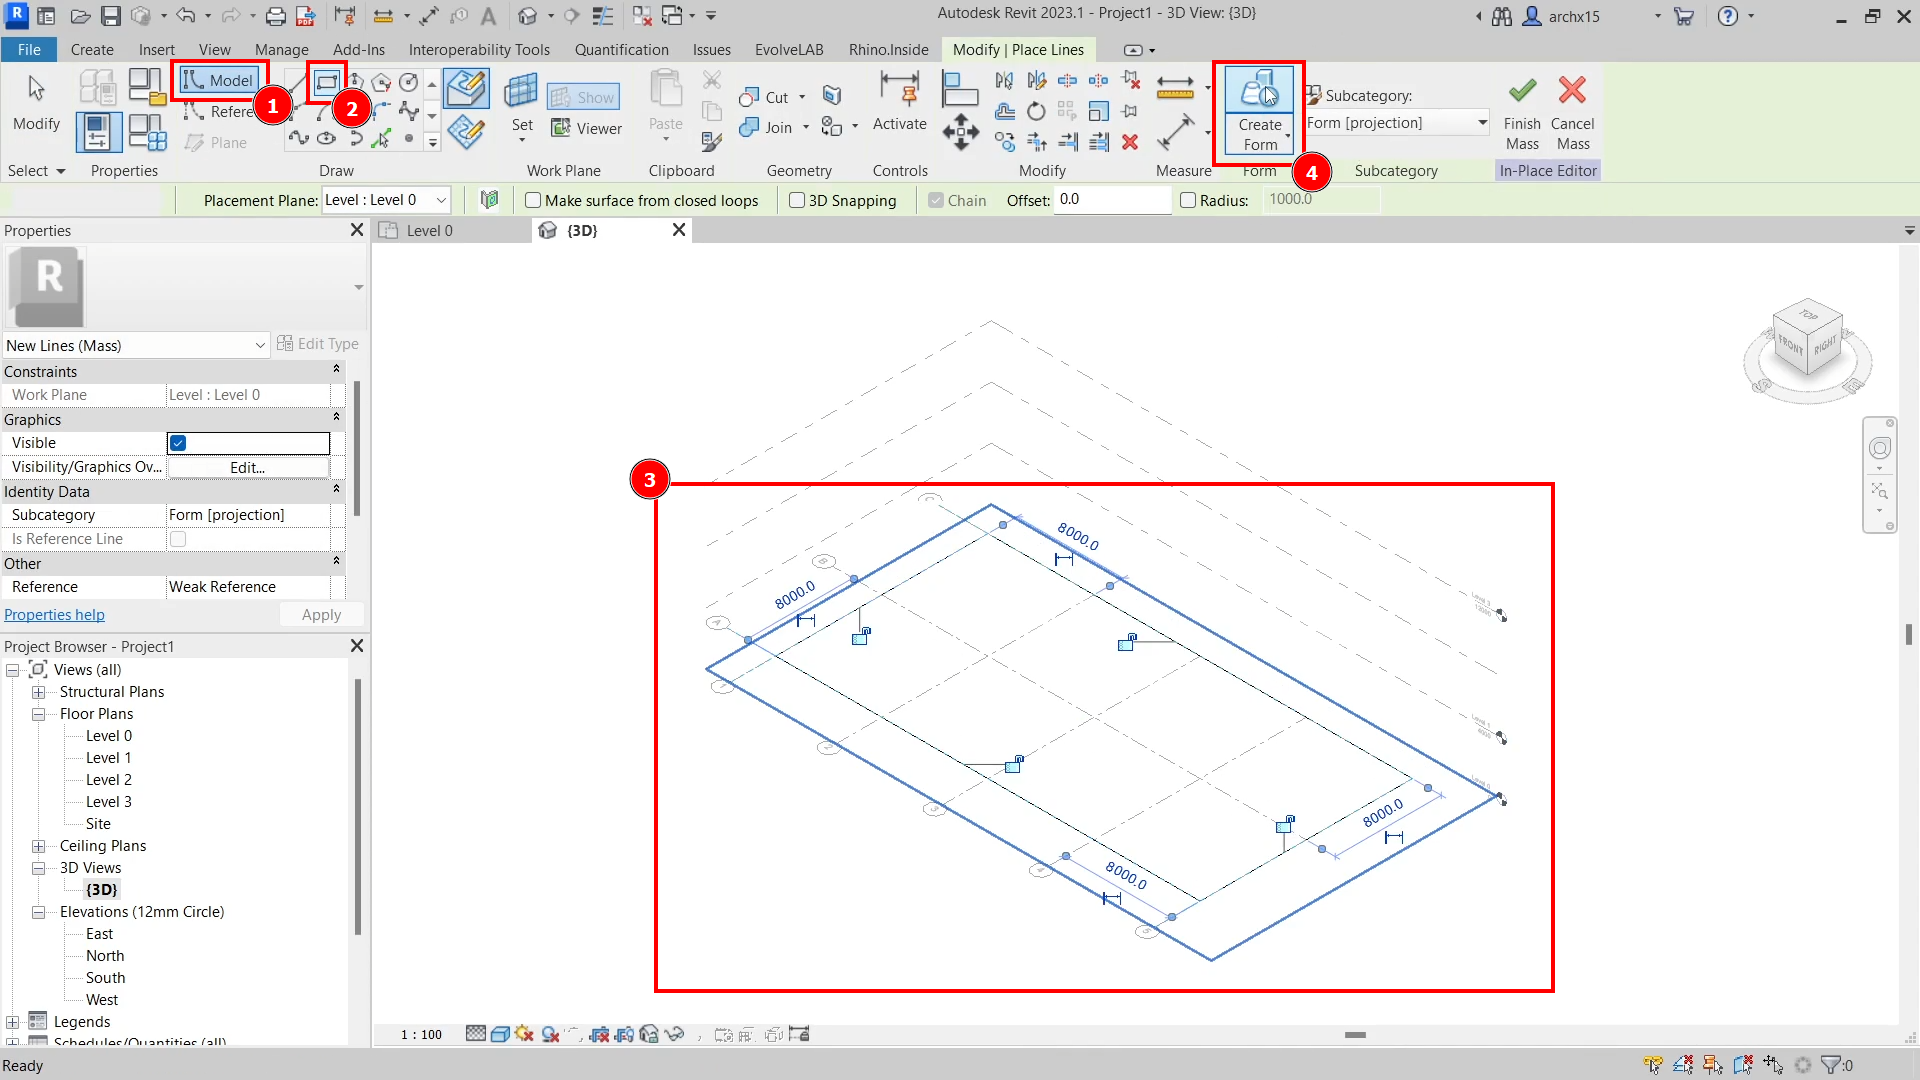 Autodesk Revit 2023.1 - Project1 - 3D View: {3D}
archx15
File Create Insert View Manage Add-Ins Interoperability Tools Quantification Issues EvolveLAB Rhino.Inside Modify | Place Lines
Modify
Model
Refere
Plane
1
2
Set
Show
Viewer
Paste
Cut
Join
Activate
Create
Form
4
Subcategory:
Form [projection]
Finish
Mass
Cancel
Mass
Select Properties Draw Work Plane Clipboard Geometry Controls Modify Measure Form Subcategory In-Place Editor
Placement Plane: Level : Level 0 Make surface from closed loops 3D Snapping Chain Offset: 0.0 Radius: 1000.0
Properties
Level 0
{3D}
R
New Lines (Mass)
Edit Type
Constraints
Work Plane Level : Level 0
Graphics
Visible
Visibility/Graphics Ov... Edit...
Identity Data
Subcategory Form [projection]
Is Reference Line
Other
Reference Weak Reference
Properties help
Apply
Project Browser - Project1
Views (all)
Structural Plans
Floor Plans
Level 0
Level 1
Level 2
Level 3
Site
Ceiling Plans
3D Views
{3D}
Elevations (12mm Circle)
East
North
South
West
Legends
Schedules/Quantities (all)
TOP
FRONT
RIGHT
S
E
3
C
B
A
1
2
3
4
5
8000.0
8000.0
8000.0
8000.0
1 : 100
Ready
:0